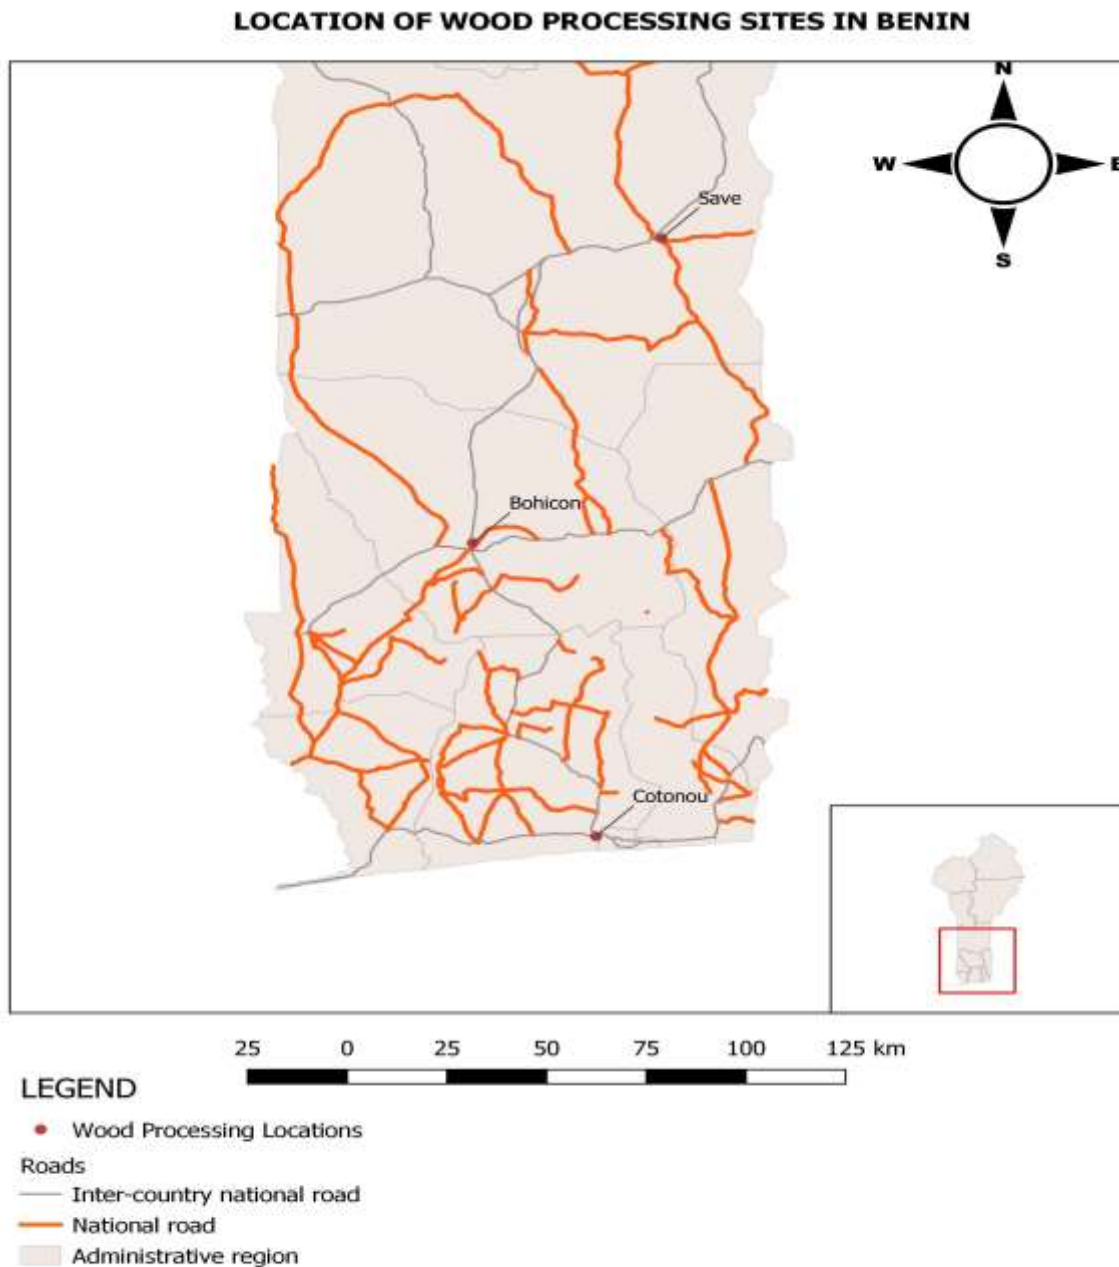 LOCATION OF WOOD PROCESSING SITES IN BENIN
N
W E
S
Save
Bohicon
Cotonou
25 0 25 50 75 100 125 km
LEGEND
Wood Processing Locations
Roads
Inter-country national road
National road
Administrative region